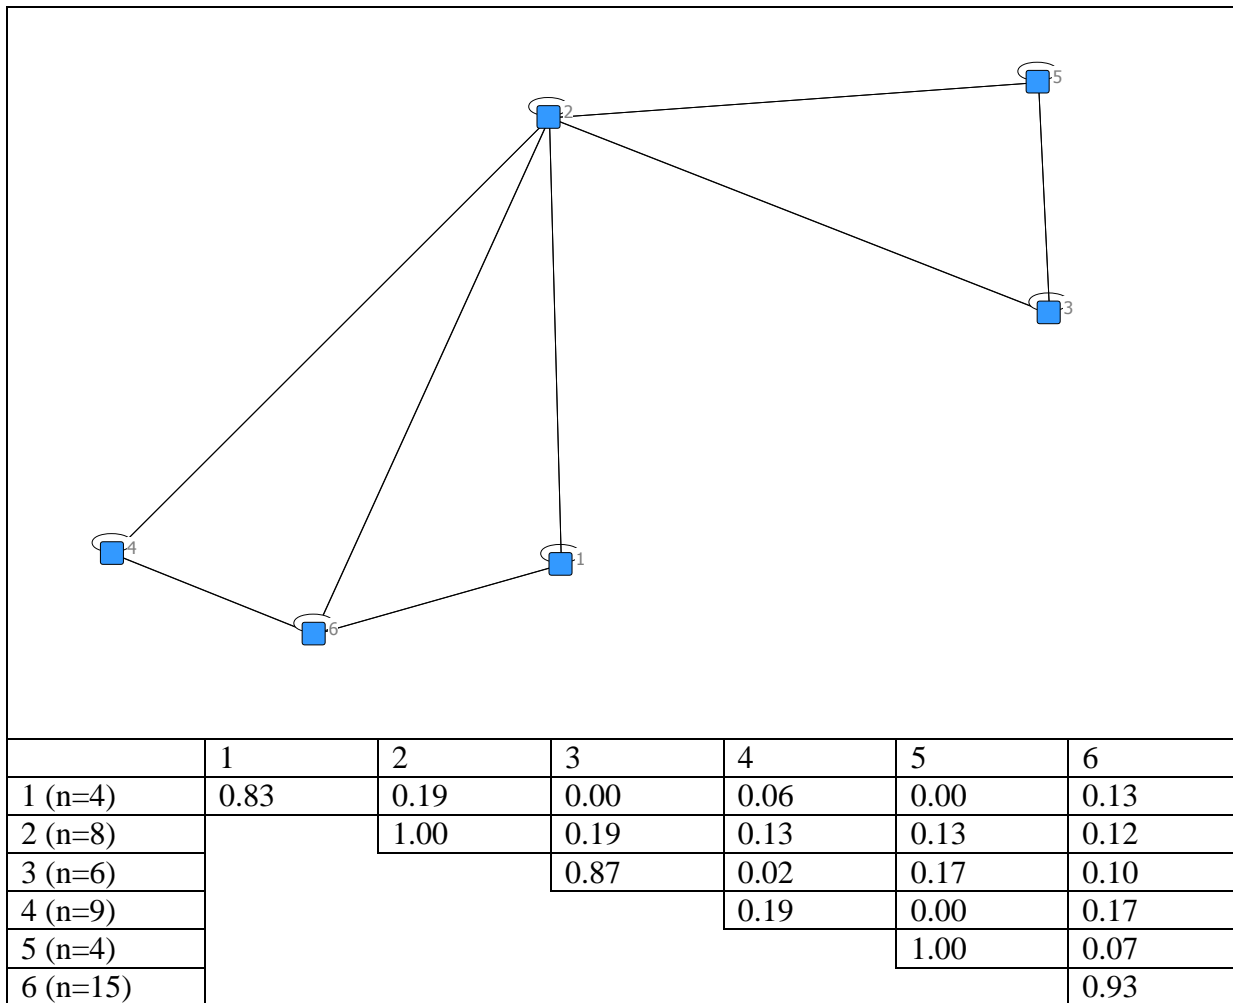 5
2
3
4
1
6
1 2 3 4 5 6
1 (n=4) 0.83 0.19 0.00 0.06 0.00 0.13
2 (n=8) 1.00 0.19 0.13 0.13 0.12
3 (n=6) 0.87 0.02 0.17 0.10
4 (n=9) 0.19 0.00 0.17
5 (n=4) 1.00 0.07
6 (n=15) 0.93